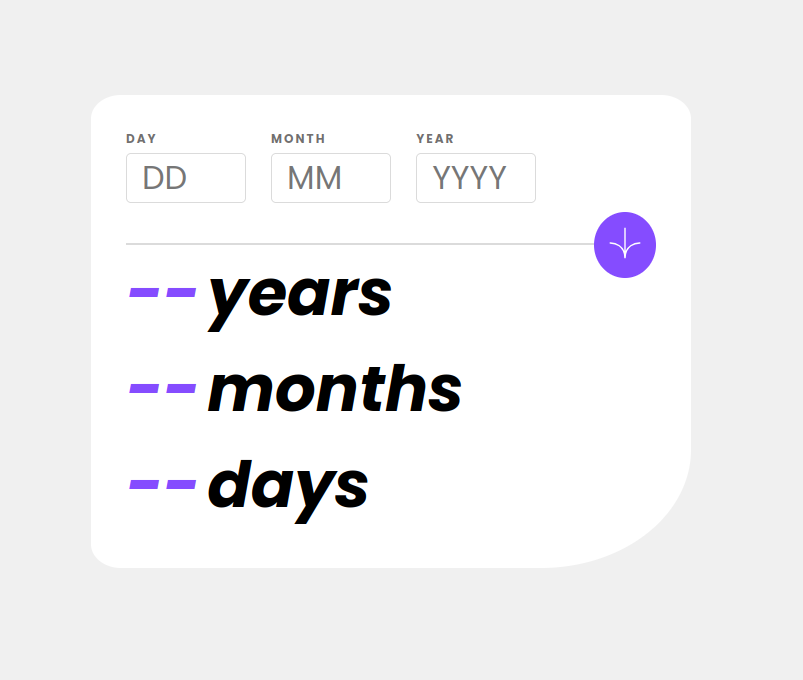 DAY MONTH YEAR
DD MM YYYY
-- years
-- months
-- days